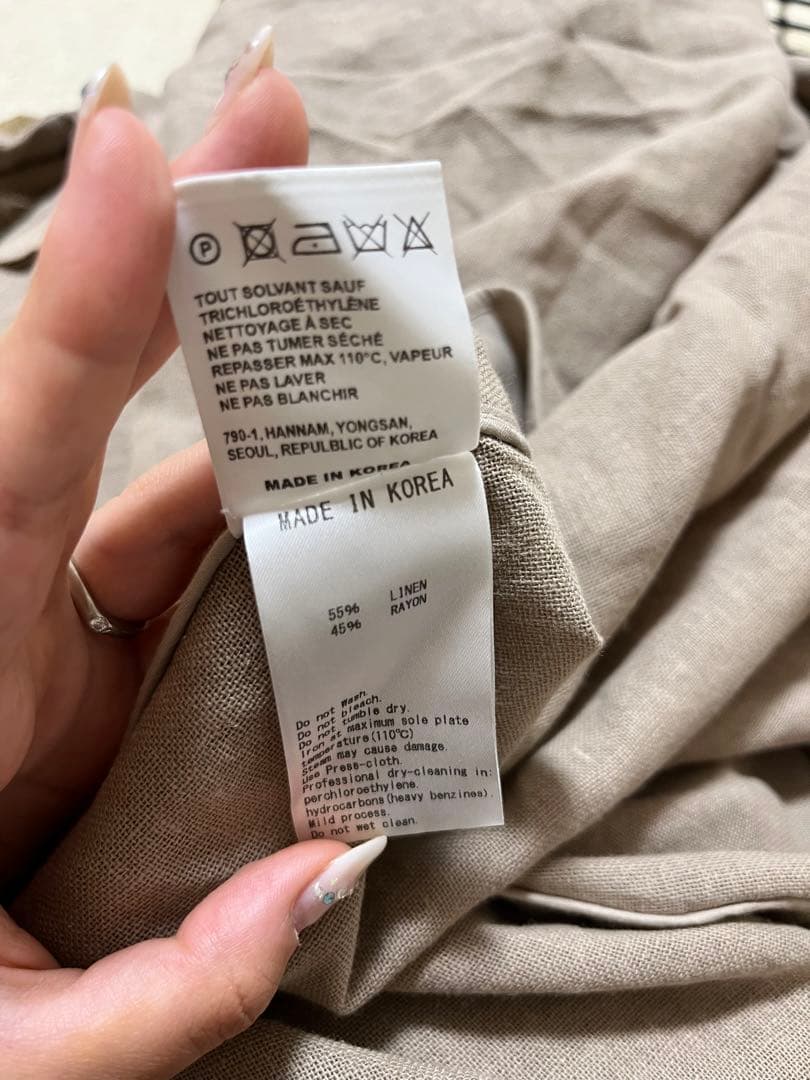 P
TOUT SOLVANT SAUF
TRICHLOROÉTHYLÈNE
NETTOYAGE À SEC
NE PAS TUMER SÉCHÉ
REPASSER MAX 110°C, VAPEUR
NE PAS LAVER
NE PAS BLANCHIR
790-1, HANNAM, YONGSAN,
SEOUL, REPULBLIC OF KOREA
MADE IN KOREA
MADE IN KOREA
55% LINEN
45% RAYON
Do not Wash.
Do not bleach.
Do not tumble dry.
Iron at maximum sole plate
temperature(110°C)
Steam may cause damage.
Use Press-cloth.
Professional dry-cleaning in:
perchloroethylene.
hydrocarbons(heavy benzines).
Mild process.
Do not wet clean.